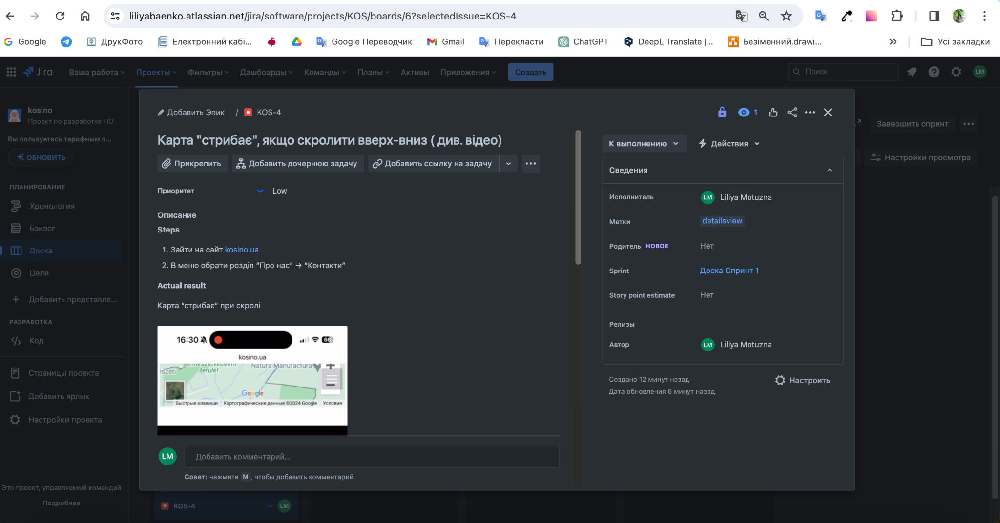 liliyabaenko.atlassian.net/jira/software/projects/KOS/boards/6?selectedIssue=KOS-4
Google
ДрукФото
Електронний кабі...
Google Переводчик
Gmail
Перекласти
ChatGPT
DeepL Translate |...
Безіменний.drawi...
Усі закладки
Jira
Ваша работа
Проекты
Фильтры
Дашбоарды
Команды
Планы
Активы
Приложения
Создать
Поиск
LM
kosino
Проект по разработке ПО
Вы пользуетесь тарифным п...
ОБНОВИТЬ
ПЛАНИРОВАНИЕ
Хронология
Бэклог
Доска
Цели
Добавить представле...
РАЗРАБОТКА
Код
Страницы проекта
Добавить ярлык
Настройки проекта
Это проект, управляемый командой
Подробнее
Добавить Эпик / KOS-4
1
Карта "стрибає", якщо скролити вверх-вниз ( див. відео)
Прикрепить
Добавить дочернюю задачу
Добавить ссылку на задачу
Приоритет
Low
Описание
Steps
1. Зайти на сайт kosino.ua
2. В меню обрати розділ “Про нас” → “Контакти”
Actual result
Карта “стрибає” при скролі
16:30
66
kosino.ua
Természetvédelmi
terület
észeti
Natura Manufactura
Google
Быстрые клавиши
Картографические данные ©2024 Google
Условия
LM
Добавить комментарий...
Совет: нажмите M, чтобы добавить комментарий
К выполнению
Действия
Сведения
Исполнитель
LM Liliya Motuzna
Метки
detailsview
Родитель НОВОЕ
Нет
Sprint
Доска Спринт 1
Story point estimate
Нет
Релизы
Автор
LM Liliya Motuzna
Создано 12 минут назад
Дата обновления 6 минут назад
Настроить
Завершить спринт
Настройки просмотра
KOS-4
LM